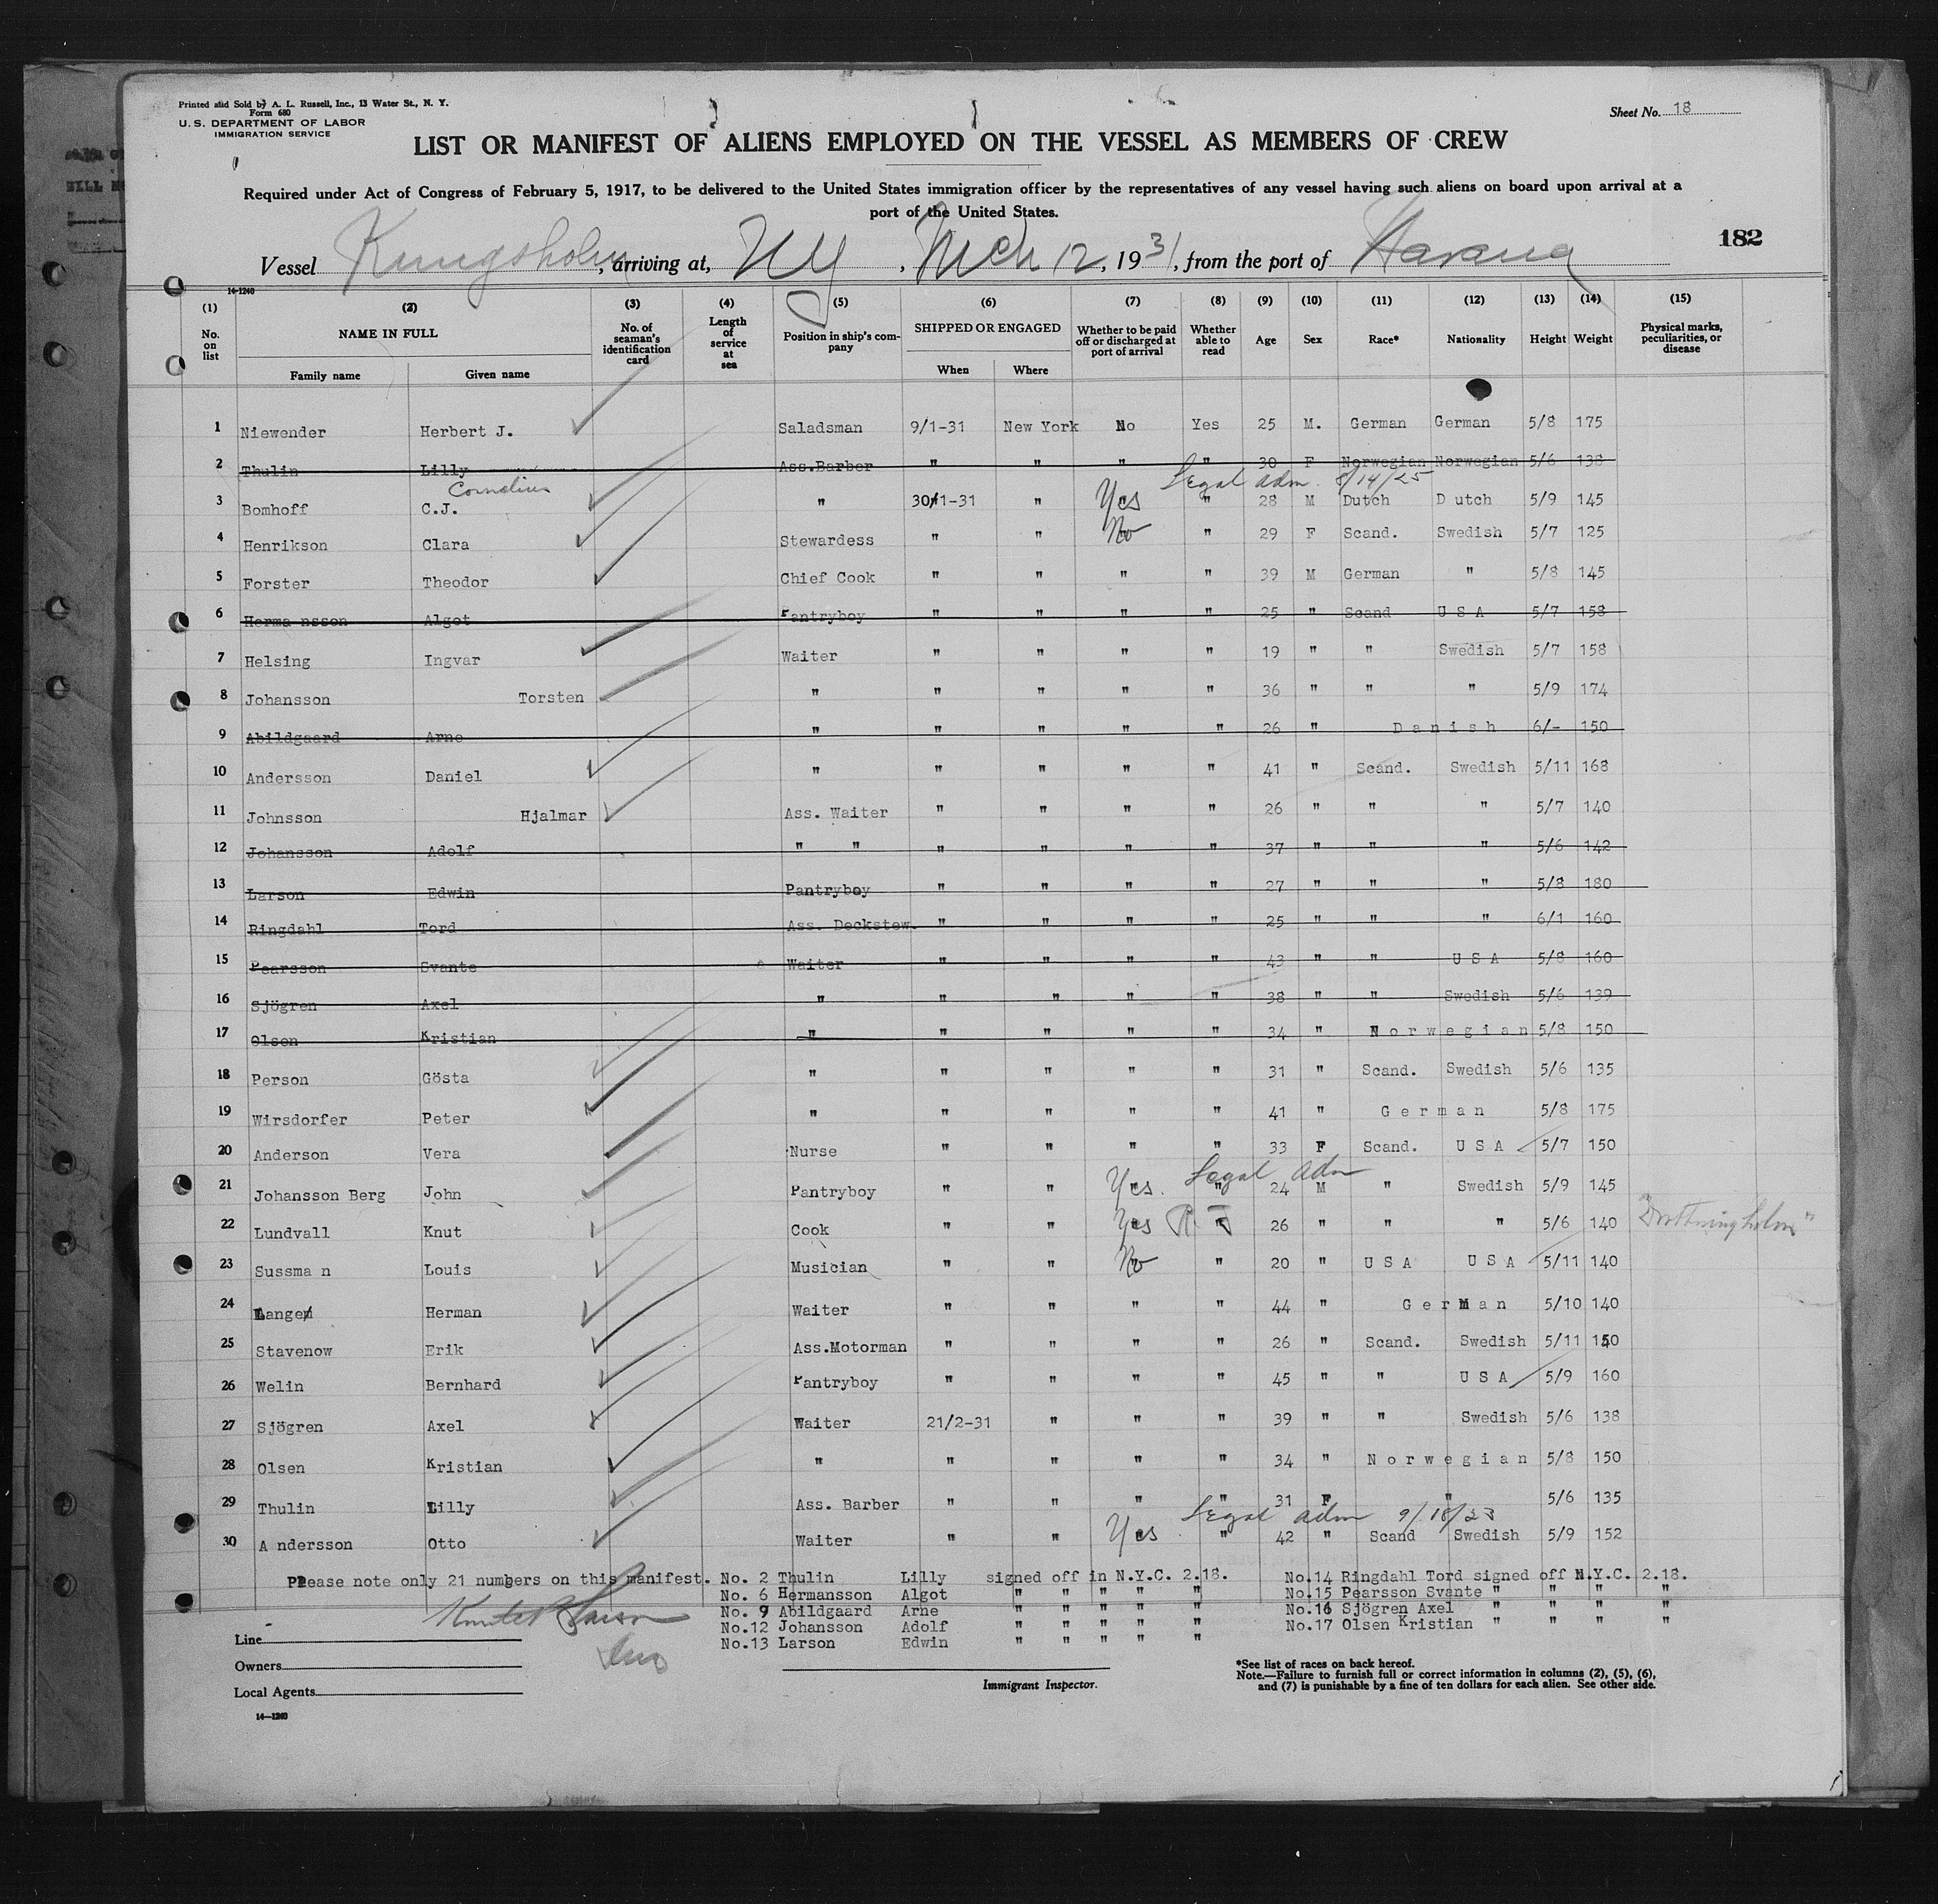 Printed and Sold by A. L. Russell, Inc., 13 Water St., N. Y.
Form 680
U. S. DEPARTMENT OF LABOR
IMMIGRATION SERVICE
Sheet No. 18
LIST OR MANIFEST OF ALIENS EMPLOYED ON THE VESSEL AS MEMBERS OF CREW
Required under Act of Congress of February 5, 1917, to be delivered to the United States immigration officer by the representatives of any vessel having such aliens on board upon arrival at a
port of the United States.
182
Vessel Kungsholm, arriving at, NY, Mch 12, 1931, from the port of Havana
14-1240
(1) (2) (3) (4) (5) (6) (7) (8) (9) (10) (11) (12) (13) (14) (15)
No. on list NAME IN FULL No. of seaman's identification card Length of service at sea Position in ship's company SHIPPED OR ENGAGED Whether to be paid off or discharged at port of arrival Whether able to read Age Sex Race* Nationality Height Weight Physical marks, peculiarities, or disease
Family name Given name When Where
1 Niewender Herbert J. Saladsman 9/1-31 New York No Yes 25 M. German German 5/8 175
2 Thulin Lilly Ass.Barber " " " " 30 F Norwegian Norwegian 5/6 138
Cornelius Legal adm. 8/14/25
3 Bomhoff C.J. " 30/1-31 " Yes " 28 M Dutch D utch 5/9 145
4 Henrikson Clara Stewardess " " No " 29 F Scand. Swedish 5/7 125
5 Forster Theodor Chief Cook " " " " 39 M German " 5/8 145
6 Herma nsson Algot Pantryboy " " " " 25 " Scand U S A 5/7 158
7 Helsing Ingvar Waiter " " " " 19 " " Swedish 5/7 158
8 Johansson Torsten " " " " " 36 " " " 5/9 174
9 Abildgaard Arne " " " " " 26 " D a n i s h 6/- 150
10 Andersson Daniel " " " " " 41 " Scand. Swedish 5/11 168
11 Johnsson Hjalmar Ass. Waiter " " " " 26 " " " 5/7 140
12 Johansson Adolf " " " " " " 37 " " " 5/6 142
13 Larson Edwin Pantryboy " " " " 27 " " " 5/8 180
14 Ringdahl Tord Ass. Deckstew. " " " " 25 " " " 6/1 160
15 Pearsson Svante Waiter " " " " 43 " " U S A 5/8 160
16 Sjögren Axel " " " " " 38 " " Swedish 5/6 139
17 Olsen Kristian " " " " " 34 " N o r w e g i a n 5/8 150
18 Person Gösta " " " " " 31 " Scand. Swedish 5/6 135
19 Wirsdorfer Peter " " " " " 41 " G e r m a n 5/8 175
20 Anderson Vera Nurse " " " " 33 F Scand. U S A 5/7 150
Legal adm
21 Johansson Berg John Pantryboy " " Yes. " 24 M " Swedish 5/9 145
22 Lundvall Knut Cook " " Yes R F " 26 " " " 5/6 140 "Drottningholm"
23 Sussma n Louis Musician " " No " 20 " U S A U S A 5/11 140
24 Lange Herman Waiter " " " " 44 " G e r m a n 5/10 140
25 Stavenow Erik Ass.Motorman " " " " 26 " Scand. Swedish 5/11 150
26 Welin Bernhard Pantryboy " " " " 45 " " U S A 5/9 160
27 Sjögren Axel Waiter 21/2-31 " " " 39 " " Swedish 5/6 138
28 Olsen Kristian " " " " " 34 " N o r w e g i a n 5/8 150
29 Thulin Lilly Ass. Barber " " " " 31 F " 5/6 135
Legal adm 9/18/23
30 A ndersson Otto Waiter " " Yes " 42 " Scand Swedish 5/9 152
Please note only 21 numbers on this manifest. No. 2 Thulin Lilly signed off in N.Y.C. 2.18. No.14 Ringdahl Tord signed off N.Y.C. 2.18.
No. 6 Hermansson Algot " " " " " No.15 Pearsson Svante " " " "
No. 9 Abildgaard Arne " " " " " No.16 Sjögren Axel " " " "
No.12 Johansson Adolf " " " " " No.17 Olsen Kristian " " " "
No.13 Larson Edwin " " " " "
Line
Owners
Local Agents
Immigrant Inspector.
*See list of races on back hereof.
Note.—Failure to furnish full or correct information in columns (2), (5), (6),
and (7) is punishable by a fine of ten dollars for each alien. See other side.
14-1240